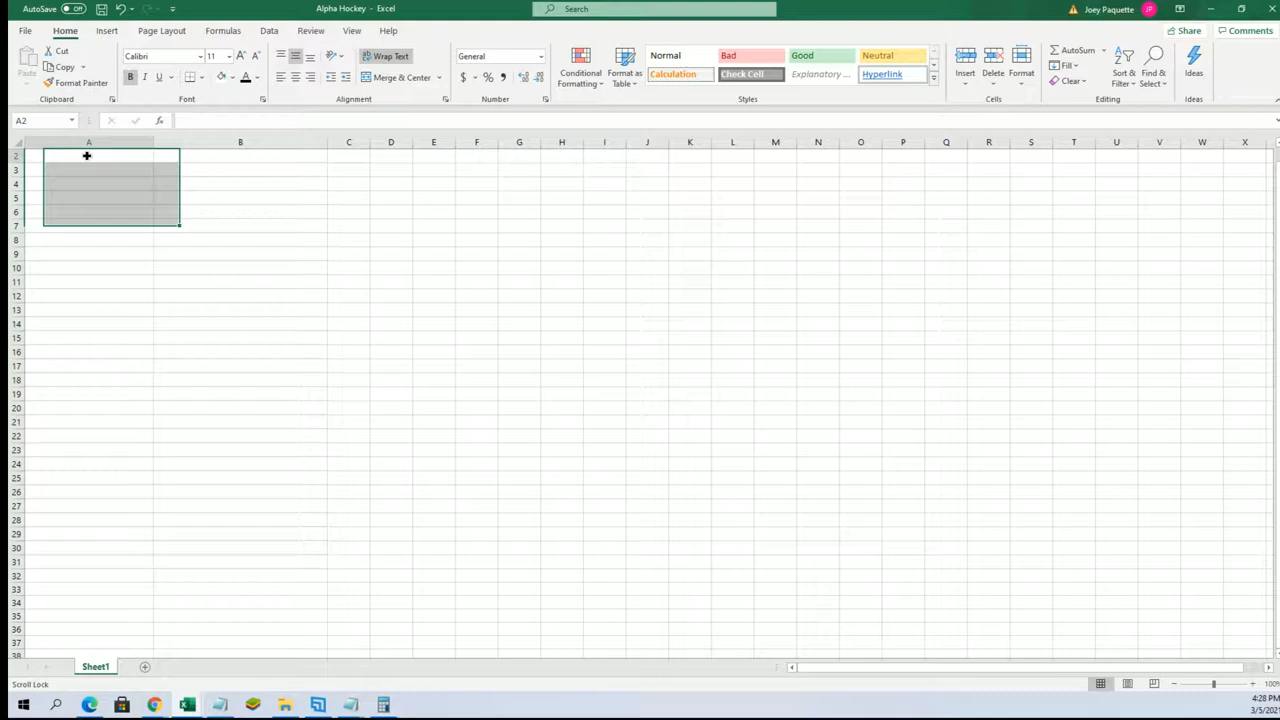 AutoSave Off Alpha Hockey - Excel Search Joey Paquette JP
File Home Insert Page Layout Formulas Data Review View Help Share Comments
Paste Cut Copy Format Painter Clipboard
Calibri 11 B I U Font
Wrap Text Merge & Center Alignment
General $ % Number
Conditional Formatting Format as Table
Normal Bad Good Neutral
Calculation Check Cell Explanatory ... Hyperlink
Styles
Insert Delete Format Cells
AutoSum Fill Clear Sort & Filter Find & Select Editing
Ideas Ideas
A2 fx
A B C D E F G H I J K L M N O P Q R S T U V W X
2
3
4
5
6
7
8
9
10
11
12
13
14
15
16
17
18
19
20
21
22
23
24
25
26
27
28
29
30
31
32
33
34
35
36
37
38
Sheet1
Scroll Lock 100%
4:28 PM